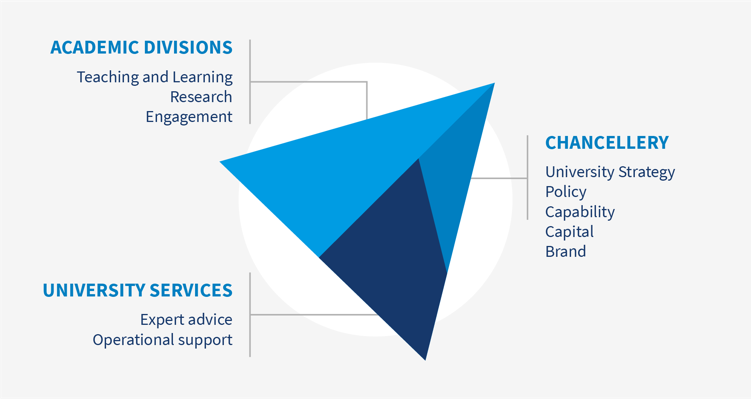 ACADEMIC DIVISIONS
Teaching and Learning
Research
Engagement
CHANCELLERY
University Strategy
Policy
Capability
Capital
Brand
UNIVERSITY SERVICES
Expert advice
Operational support